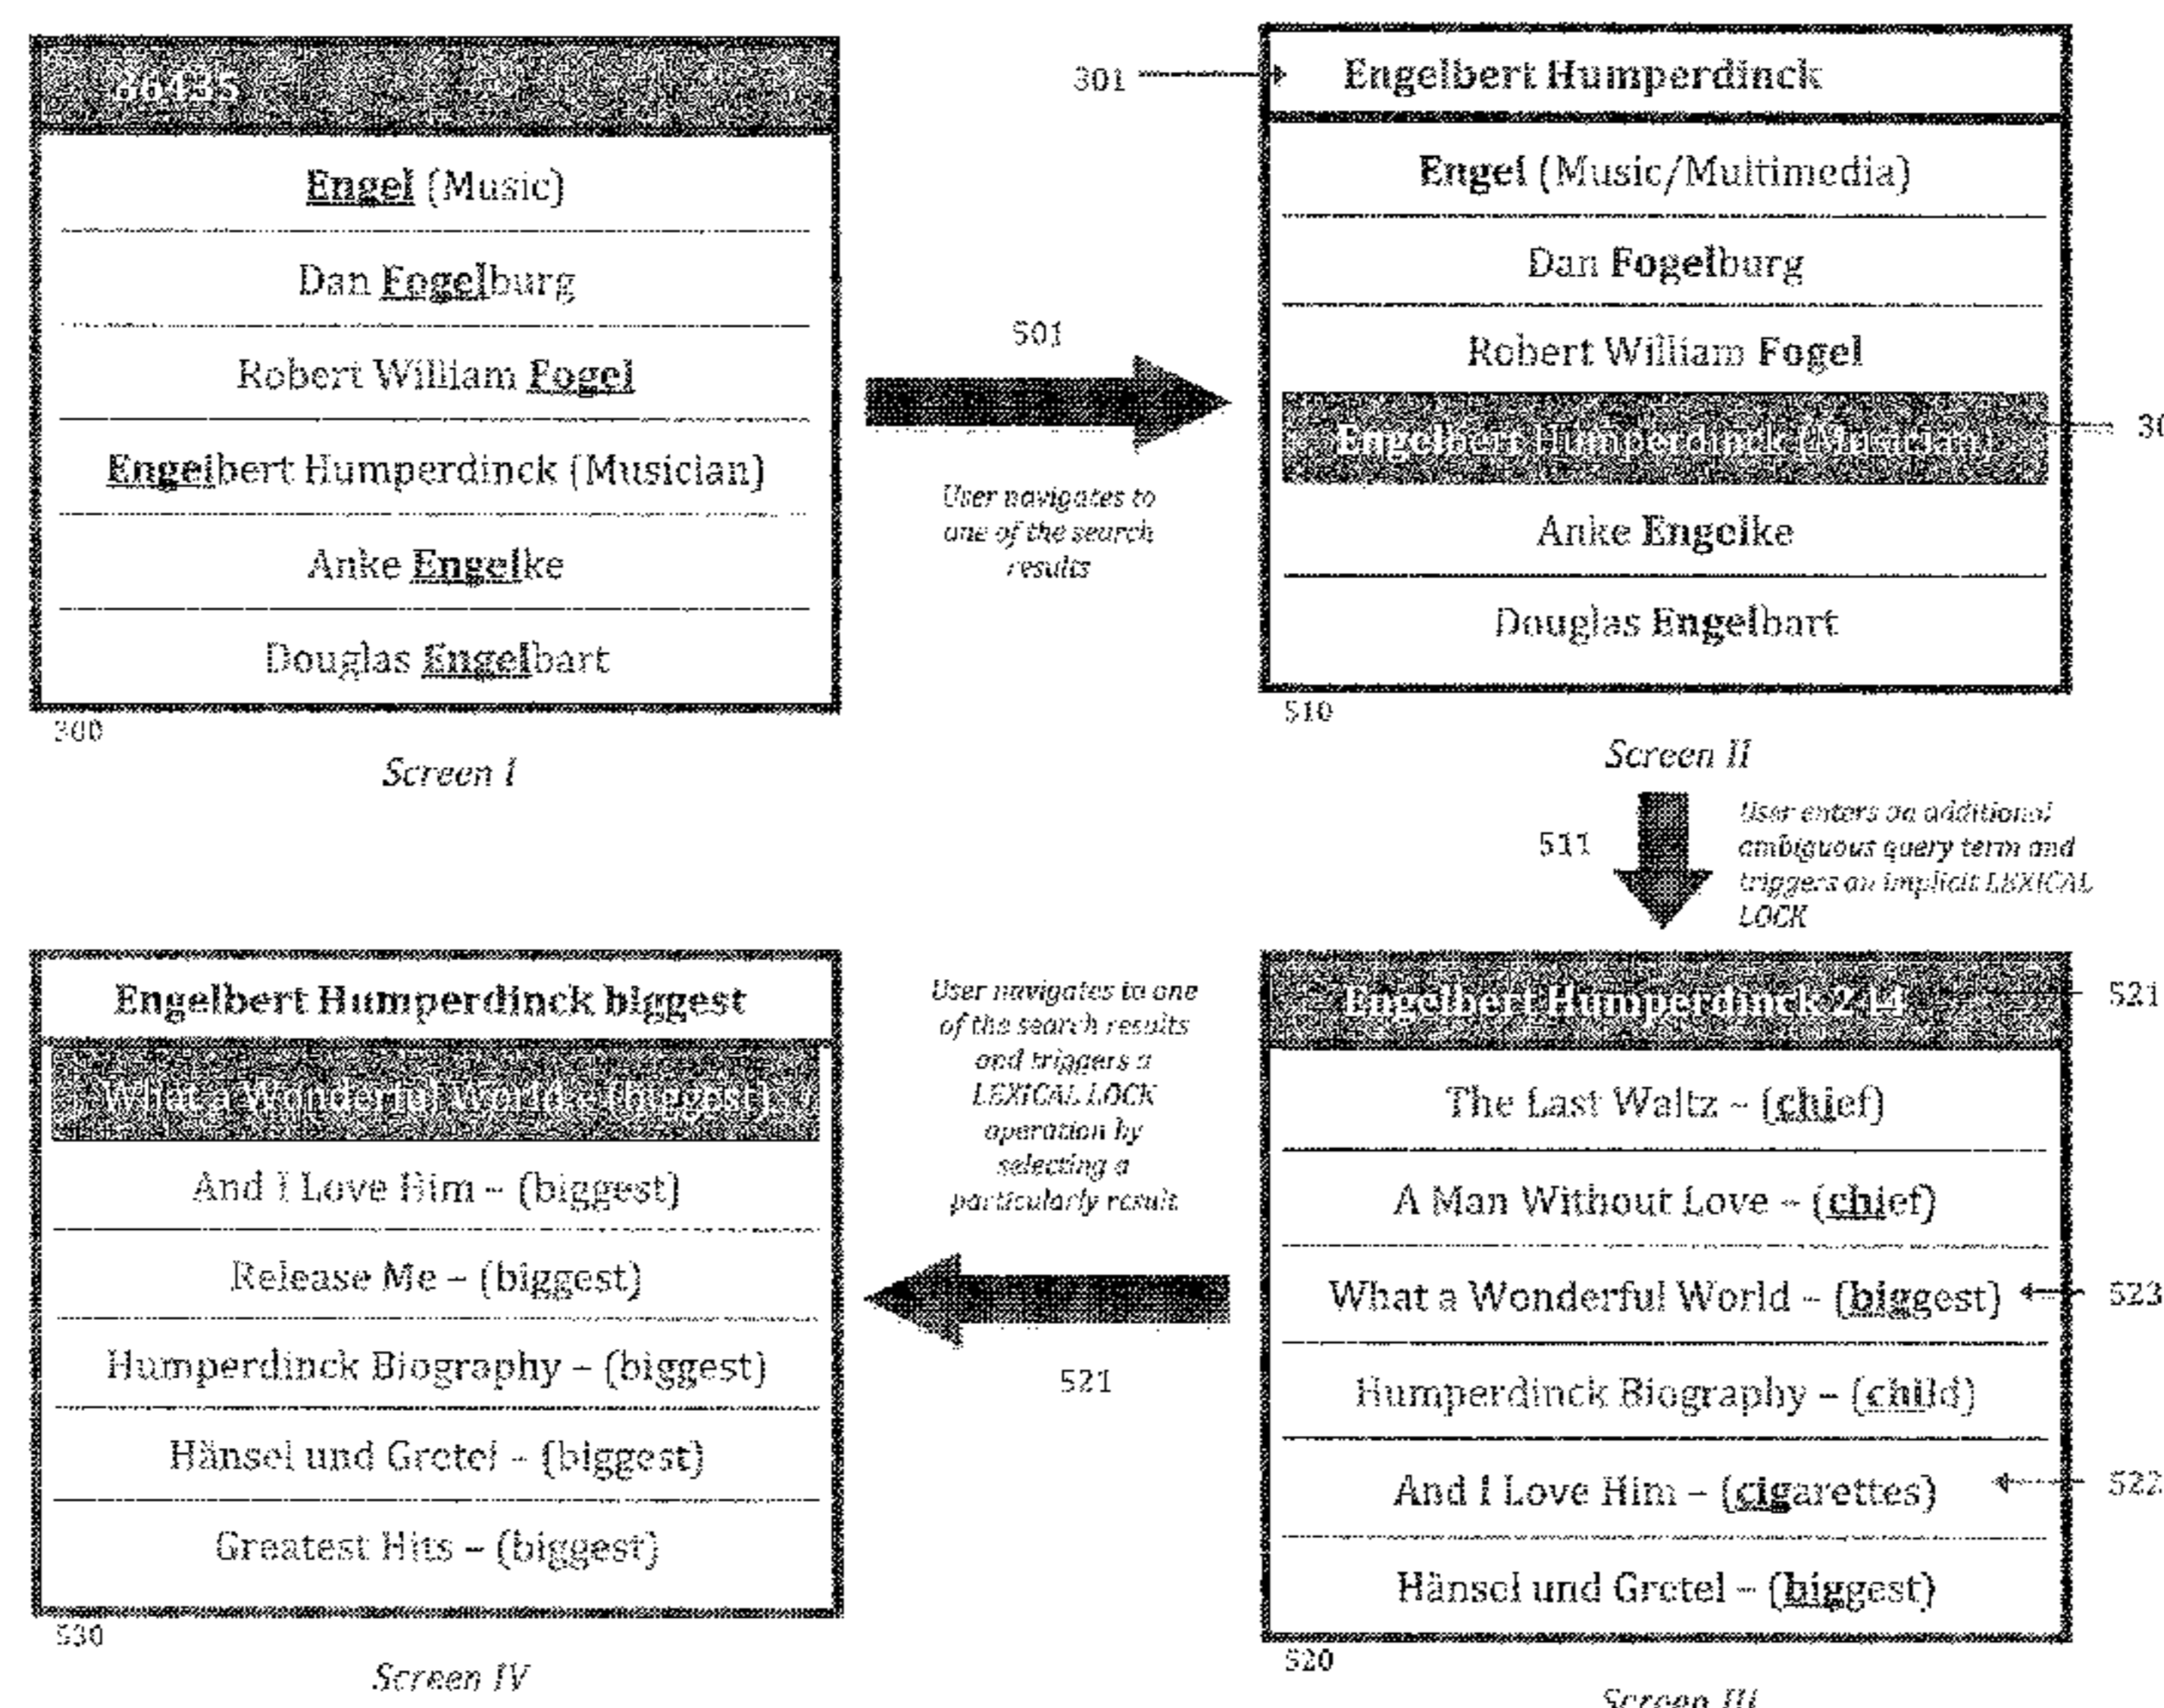 Engel (Music)
Dan Fogelburg
Robert William Fogel
Engelbert Humperdinck (Musician)
Anke Engelke
Douglas Engelbart
300
Screen I
501
User navigates to
one of the search
results
301
Engelbert Humperdinck
Engel (Music/Multimedia)
Dan Fogelburg
Robert William Fogel
Engelbert Humperdinck (Musician)
30
Anke Engelke
Douglas Engelbart
510
Screen II
511
User enters an additional
ambiguous query term and
triggers an implicit LEXICAL
LOCK
Engelbert Humperdinck 244
521
The Last Waltz – (chief)
A Man Without Love – (chief)
What a Wonderful World – (biggest)
523
Humperdinck Biography – (child)
And I Love Him – (cigarettes)
522
Hänsel und Gretel – (biggest)
520
Screen III
User navigates to one
of the search results
and triggers a
LEXICAL LOCK
operation by
selecting a
particularly result
521
Engelbert Humperdinck biggest
What a Wonderful World – (biggest)
And I Love Him – (biggest)
Release Me – (biggest)
Humperdinck Biography – (biggest)
Hänsel und Gretel – (biggest)
Greatest Hits – (biggest)
530
Screen IV